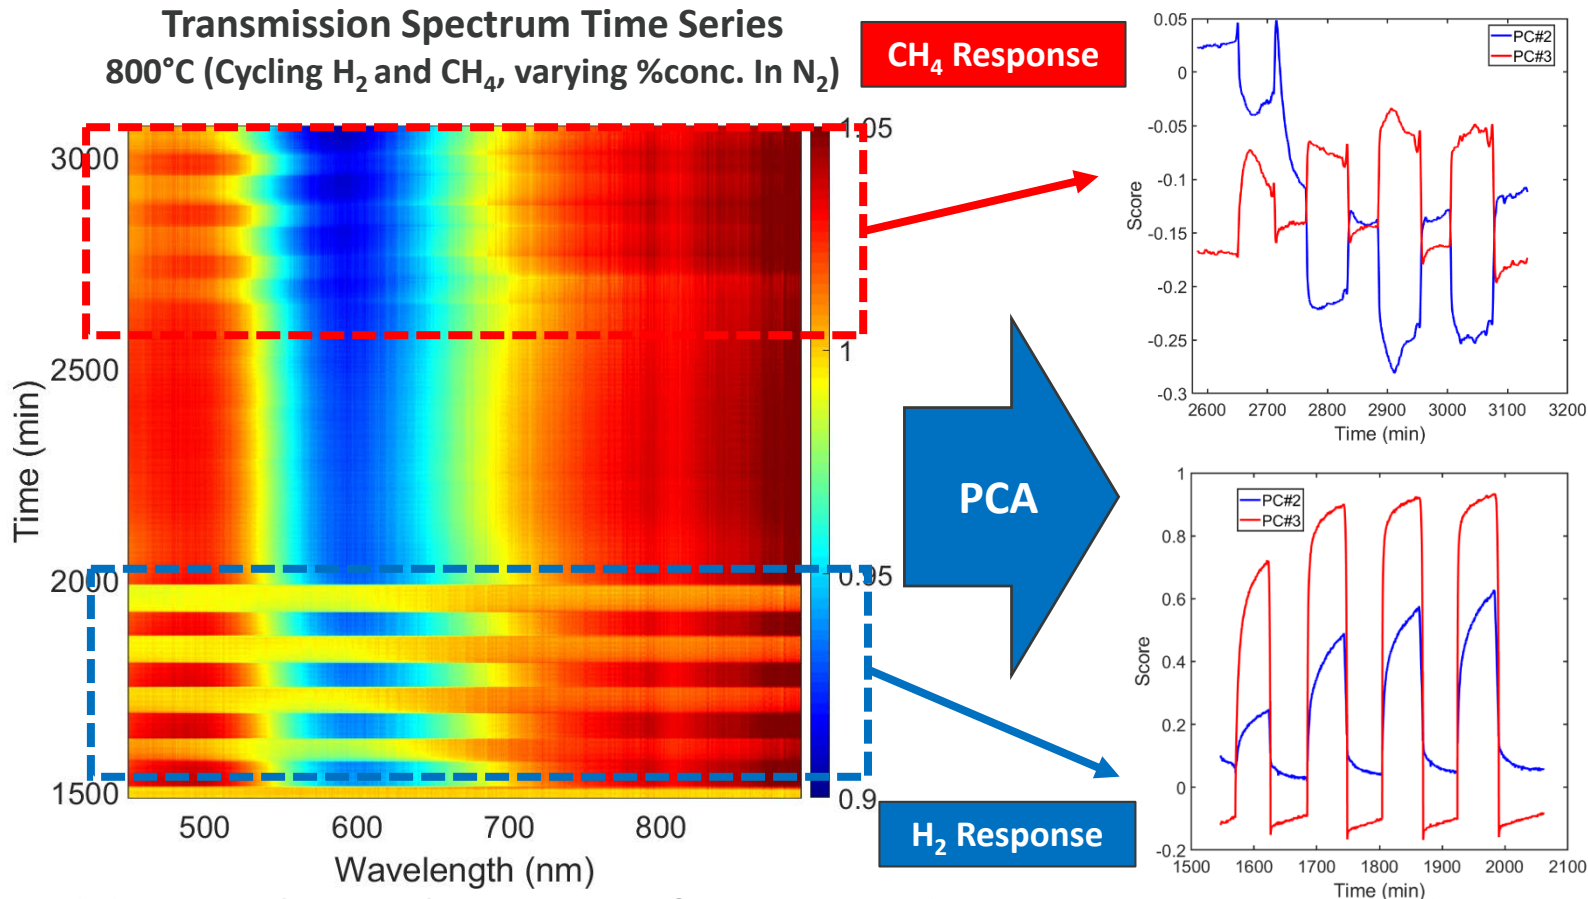 Transmission Spectrum Time Series
800°C (Cycling H2 and CH4, varying %conc. In N2)
Time (min)
3000
2500
2000
1500
500
600
700
800
Wavelength (nm)
1.05
1
0.95
0.9
CH4 Response
PCA
H2 Response
PC#2
PC#3
Score
0.05
0
-0.05
-0.1
-0.15
-0.2
-0.25
-0.3
2600
2700
2800
2900
3000
3100
3200
Time (min)
PC#2
PC#3
Score
1
0.8
0.6
0.4
0.2
0
-0.2
1500
1600
1700
1800
1900
2000
2100
Time (min)